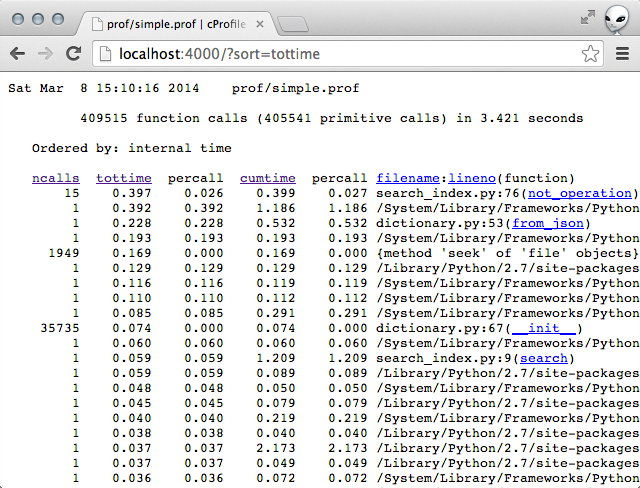 prof/simple.prof | cProfile
localhost:4000/?sort=tottime
Sat Mar 8 15:10:16 2014 prof/simple.prof
409515 function calls (405541 primitive calls) in 3.421 seconds
Ordered by: internal time
ncalls tottime percall cumtime percall filename:lineno(function)
15 0.397 0.026 0.399 0.027 search_index.py:76(not_operation)
1 0.392 0.392 1.186 1.186 /System/Library/Frameworks/Python
1 0.228 0.228 0.532 0.532 dictionary.py:53(from_json)
1 0.193 0.193 0.193 0.193 /System/Library/Frameworks/Python
1949 0.169 0.000 0.169 0.000 {method 'seek' of 'file' objects}
1 0.129 0.129 0.129 0.129 /Library/Python/2.7/site-packages
1 0.116 0.116 0.119 0.119 /System/Library/Frameworks/Python
1 0.110 0.110 0.112 0.112 /System/Library/Frameworks/Python
1 0.085 0.085 0.291 0.291 /System/Library/Frameworks/Python
35735 0.074 0.000 0.074 0.000 dictionary.py:67(__init__)
1 0.060 0.060 0.060 0.060 /System/Library/Frameworks/Python
1 0.059 0.059 1.209 1.209 search_index.py:9(search)
1 0.059 0.059 0.089 0.089 /Library/Python/2.7/site-packages
1 0.048 0.048 0.050 0.050 /System/Library/Frameworks/Python
1 0.045 0.045 0.079 0.079 /Library/Python/2.7/site-packages
1 0.040 0.040 0.219 0.219 /System/Library/Frameworks/Python
1 0.038 0.038 0.040 0.040 /Library/Python/2.7/site-packages
1 0.037 0.037 2.173 2.173 /Library/Python/2.7/site-packages
1 0.037 0.037 0.049 0.049 /Library/Python/2.7/site-packages
1 0.036 0.036 0.072 0.072 /System/Library/Frameworks/Python